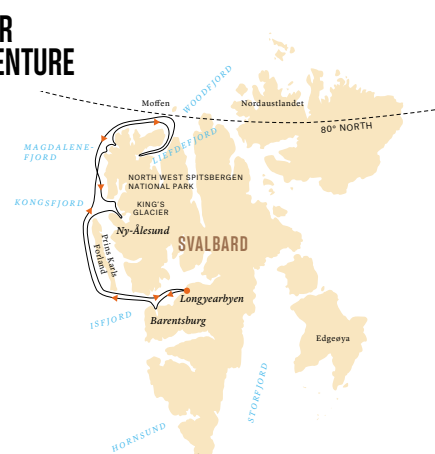 R
ENTURE
WOODFJORD
Moffen
Nordaustlandet
80° NORTH
LIEFDEFJORD
MAGDALENE-
FJORD
NORTH WEST SPITSBERGEN
NATIONAL PARK
KONGSFJORD
KING'S
GLACIER
Ny-Ålesund
Prins Karls
Forland
SVALBARD
Longyearbyen
Barentsburg
ISFJORD
Edgeøya
STORFJORD
HORNSUND